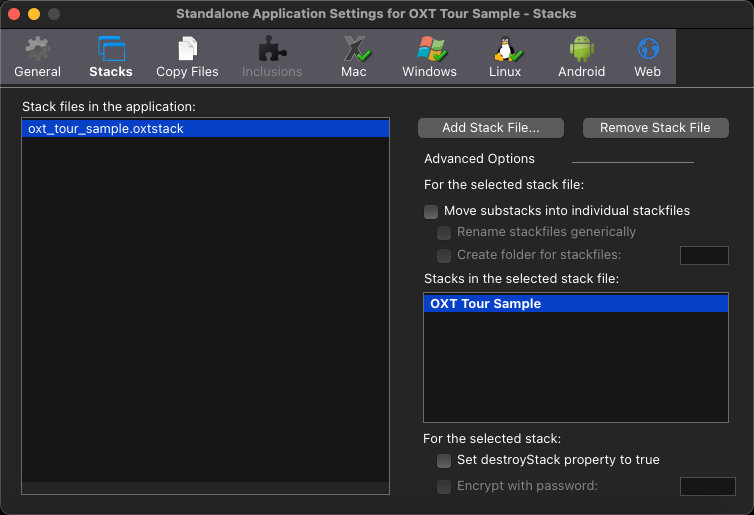 Standalone Application Settings for OXT Tour Sample - Stacks
General Stacks Copy Files Inclusions Mac Windows Linux Android Web
Stack files in the application:
oxt_tour_sample.oxtstack
Add Stack File... Remove Stack File
Advanced Options
For the selected stack file:
Move substacks into individual stackfiles
Rename stackfiles generically
Create folder for stackfiles:
Stacks in the selected stack file:
OXT Tour Sample
For the selected stack:
Set destroyStack property to true
Encrypt with password: